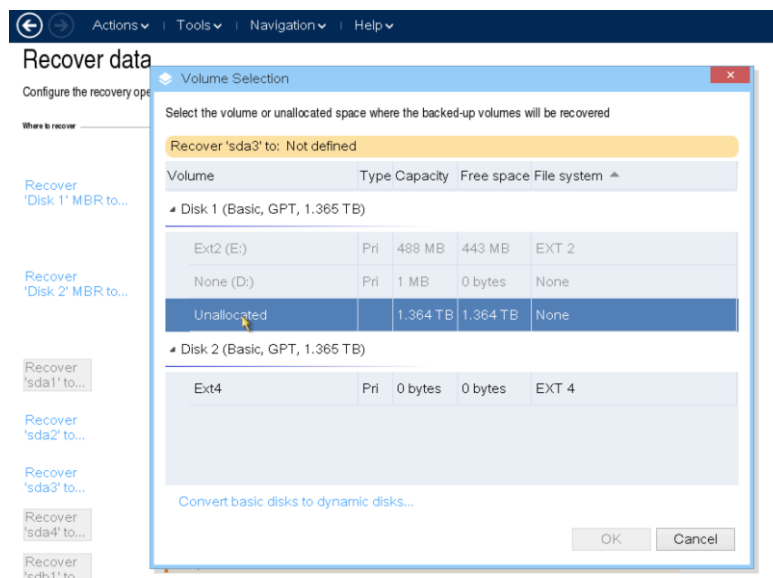 Actions Tools Navigation Help
Recover data
Configure the recovery ope
Where to recover
Recover
'Disk 1' MBR to...
Recover
'Disk 2' MBR to...
Recover
'sda1' to...
Recover
'sda2' to...
Recover
'sda3' to...
Recover
'sda4' to...
Recover
'sdb1' to
Volume Selection
Select the volume or unallocated space where the backed-up volumes will be recovered
Recover 'sda3' to: Not defined
Volume Type Capacity Free space File system
Disk 1 (Basic, GPT, 1.365 TB)
Ext2 (E:) Pri 488 MB 443 MB EXT 2
None (D:) Pri 1 MB 0 bytes None
Unallocated 1.364 TB 1.364 TB None
Disk 2 (Basic, GPT, 1.365 TB)
Ext4 Pri 0 bytes 0 bytes EXT 4
Convert basic disks to dynamic disks...
OK Cancel